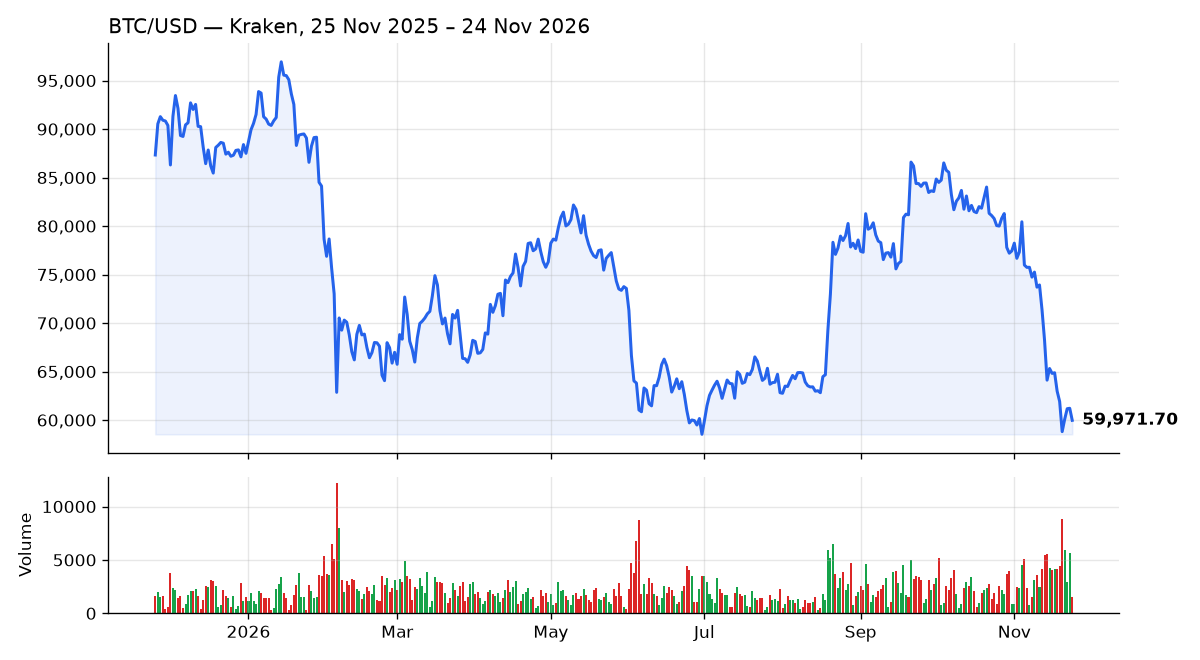 BTC/USD — Kraken, 25 Nov 2025 – 24 Nov 2026
95,000
90,000
85,000
80,000
75,000
70,000
65,000
60,000
59,971.70
Volume
10000
5000
0
2026
Mar
May
Jul
Sep
Nov